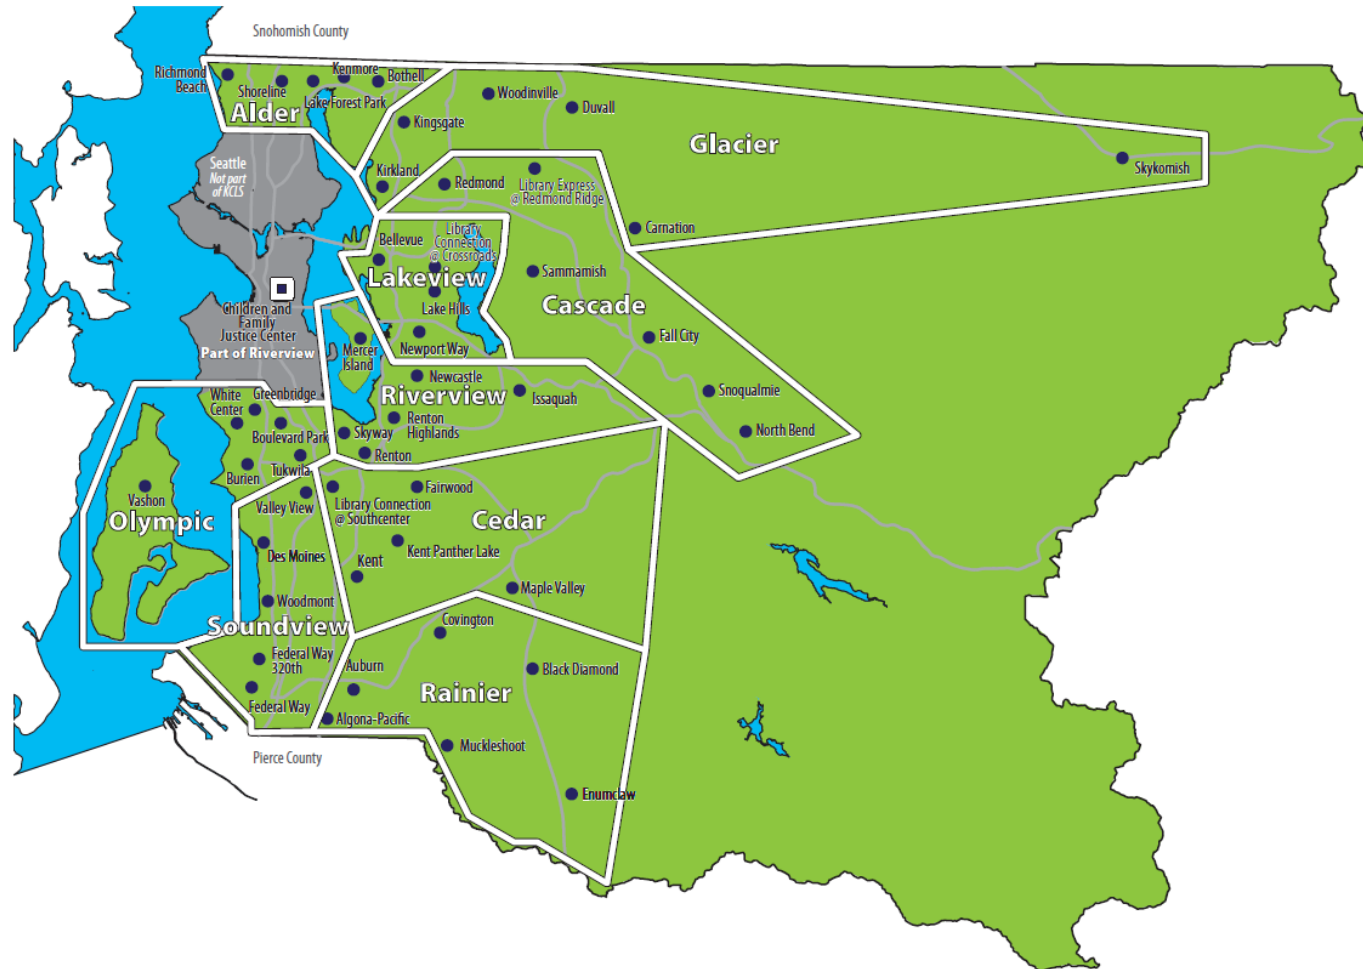 Snohomish County
Richmond
Beach
Shoreline
Kenmore
Lake Forest Park
Bothell
Alder
Woodinville
Duvall
Kingsgate
Glacier
Skykomish
Seattle
Not part
of KCLS
Kirkland
Redmond
Library Express
@ Redmond Ridge
Carnation
Bellevue
Library
Connection
@ Crossroads
Lakeview
Lake Hills
Sammamish
Cascade
Children and
Family
Justice Center
Part of Riverview
Mercer
Island
Newport Way
Fall City
Newcastle
Riverview
Issaquah
Snoqualmie
North Bend
Renton
Highlands
Skyway
Renton
White
Center
Greenbridge
Boulevard Park
Tukwila
Burien
Vashon
Olympic
Valley View
Library Connection
@ Southcenter
Fairwood
Cedar
Kent Panther Lake
Des Moines
Kent
Maple Valley
Woodmont
Soundview
Covington
Federal Way
320th
Auburn
Black Diamond
Rainier
Federal Way
Algona-Pacific
Muckleshoot
Pierce County
Enumclaw